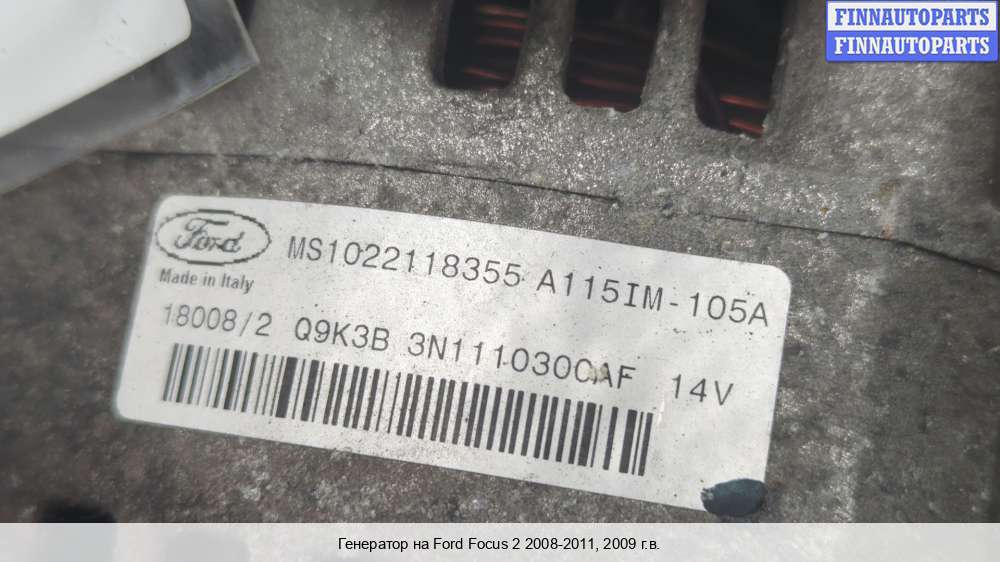 FINNAUTOPARTS
FINNAUTOPARTS
Ford
MS1022118355 A115IM-105A
Made in Italy
18008/2 Q9K3B 3N1110300AF 14V
Генератор на Ford Focus 2 2008-2011, 2009 г.в.